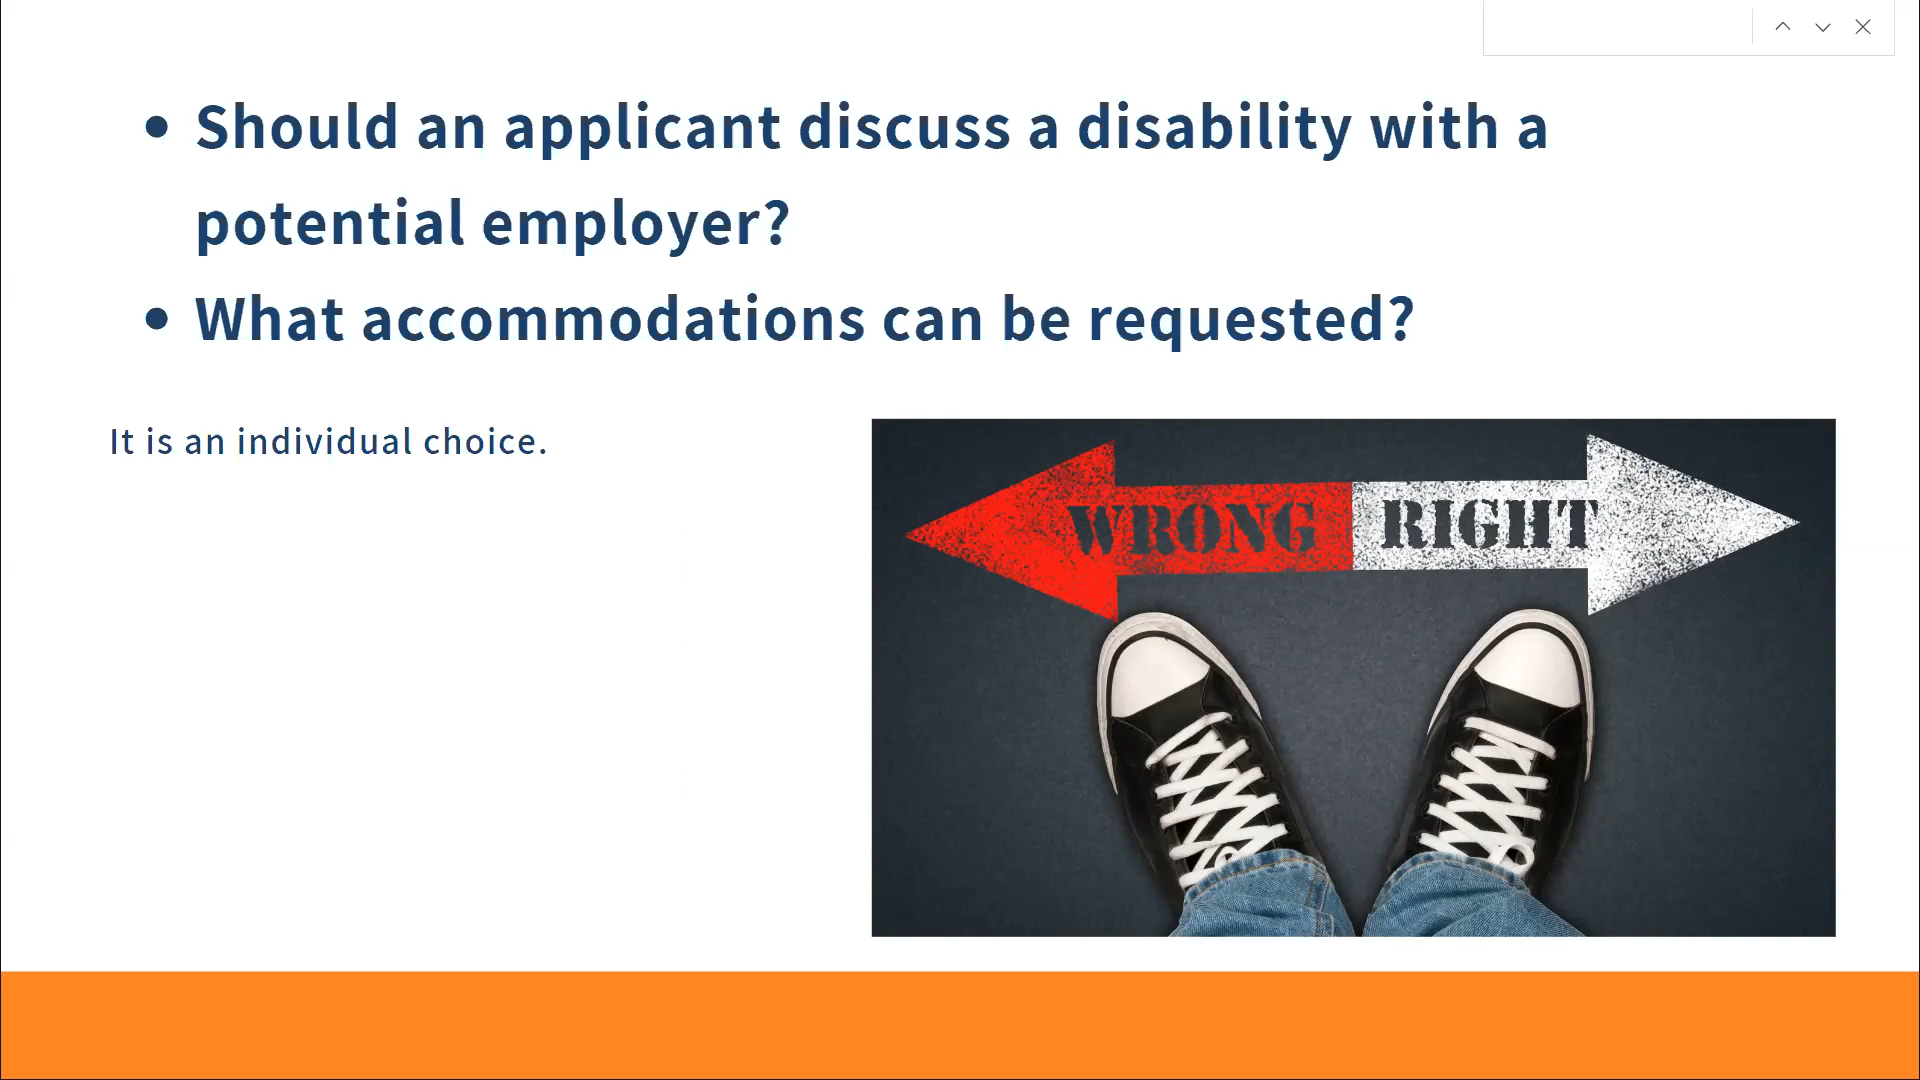 • Should an applicant discuss a disability with a
potential employer?
• What accommodations can be requested?
It is an individual choice.
WRONG RIGHT